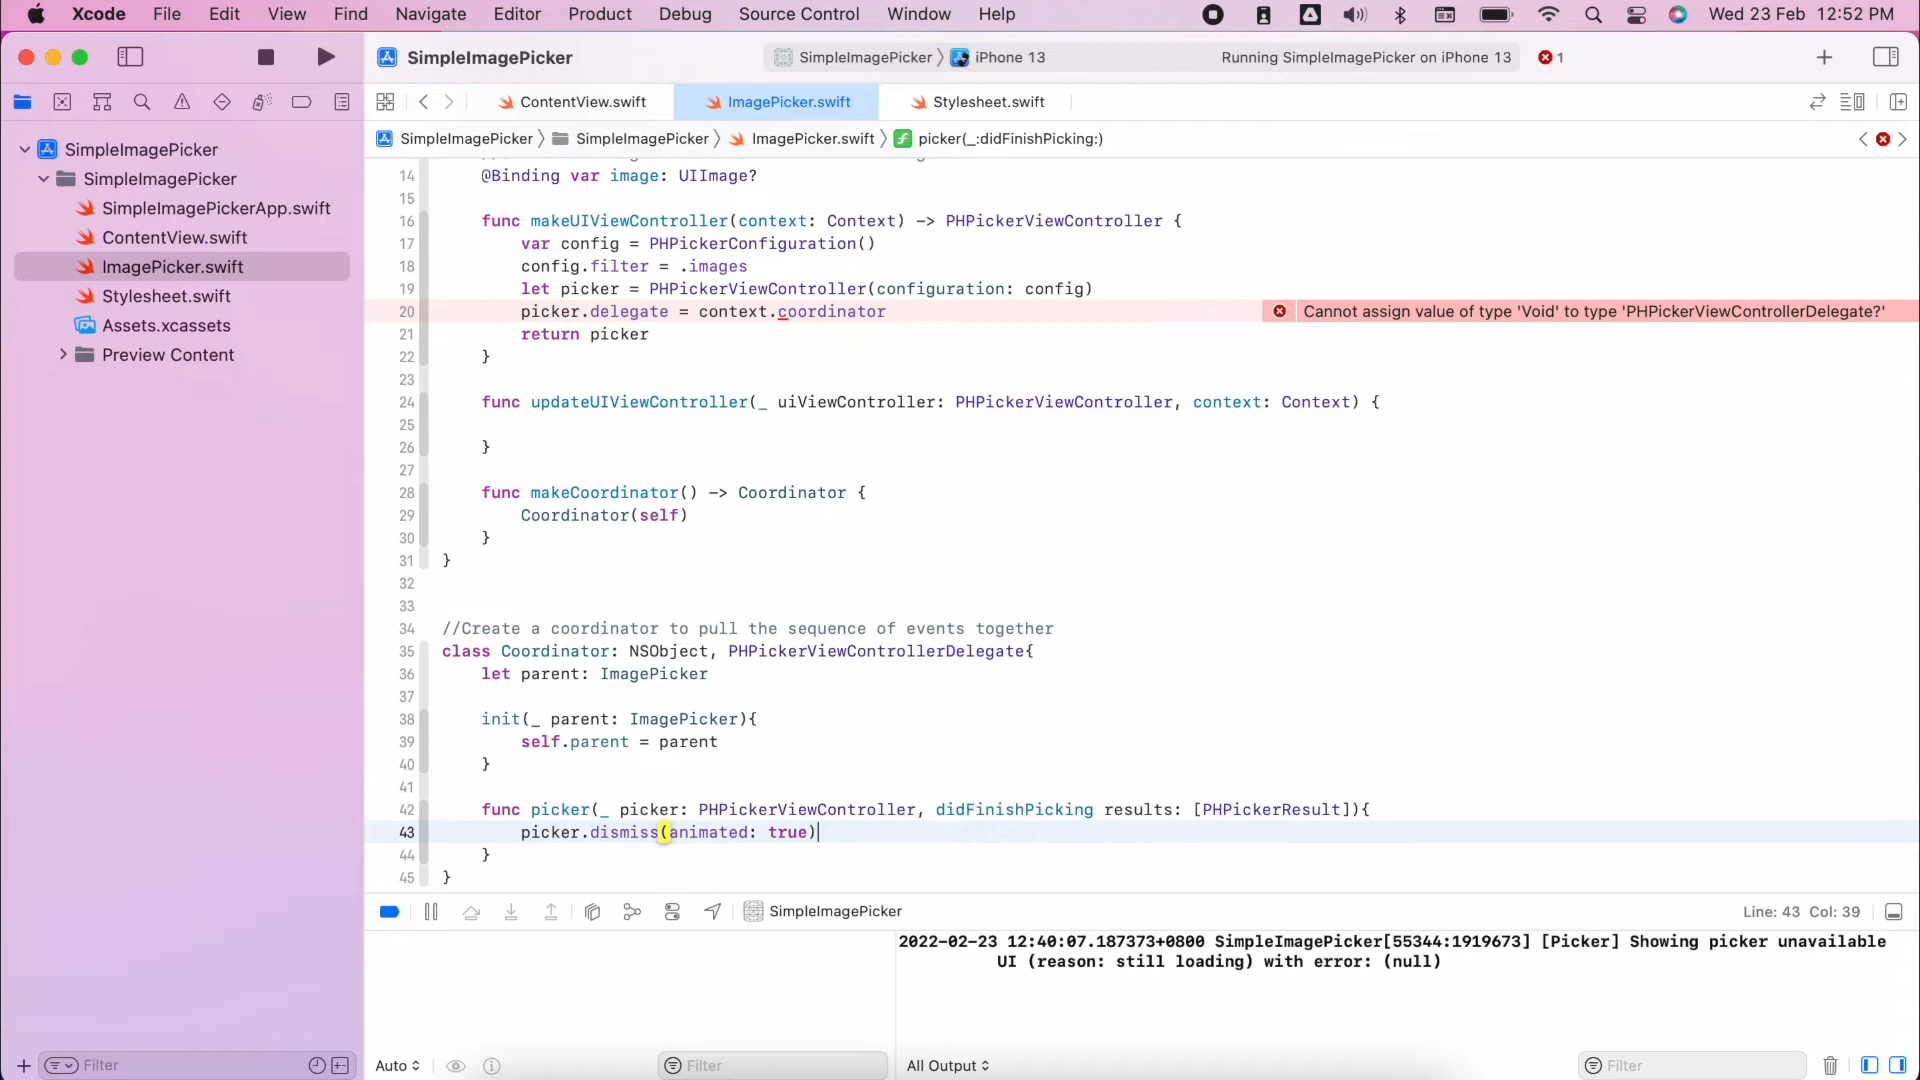 Xcode File Edit View Find Navigate Editor Product Debug Source Control Window Help Wed 23 Feb 12:52 PM
SimpleImagePicker SimpleImagePicker iPhone 13 Running SimpleImagePicker on iPhone 13 1
ContentView.swift ImagePicker.swift Stylesheet.swift
SimpleImagePicker SimpleImagePicker ImagePicker.swift picker(_:didFinishPicking:)
SimpleImagePicker
SimpleImagePicker
SimpleImagePickerApp.swift
ContentView.swift
ImagePicker.swift
Stylesheet.swift
Assets.xcassets
Preview Content
Filter
14 @Binding var image: UIImage?
15
16 func makeUIViewController(context: Context) -> PHPickerViewController {
17 var config = PHPickerConfiguration()
18 config.filter = .images
19 let picker = PHPickerViewController(configuration: config)
20 picker.delegate = context.coordinator Cannot assign value of type 'Void' to type 'PHPickerViewControllerDelegate?'
21 return picker
22 }
23
24 func updateUIViewController(_ uiViewController: PHPickerViewController, context: Context) {
25
26 }
27
28 func makeCoordinator() -> Coordinator {
29 Coordinator(self)
30 }
31 }
32
33
34 //Create a coordinator to pull the sequence of events together
35 class Coordinator: NSObject, PHPickerViewControllerDelegate{
36 let parent: ImagePicker
37
38 init(_ parent: ImagePicker){
39 self.parent = parent
40 }
41
42 func picker(_ picker: PHPickerViewController, didFinishPicking results: [PHPickerResult]){
43 picker.dismiss(animated: true)
44 }
45 }
SimpleImagePicker Line: 43 Col: 39
2022-02-23 12:40:07.187373+0800 SimpleImagePicker[55344:1919673] [Picker] Showing picker unavailable
UI (reason: still loading) with error: (null)
Auto Filter All Output Filter